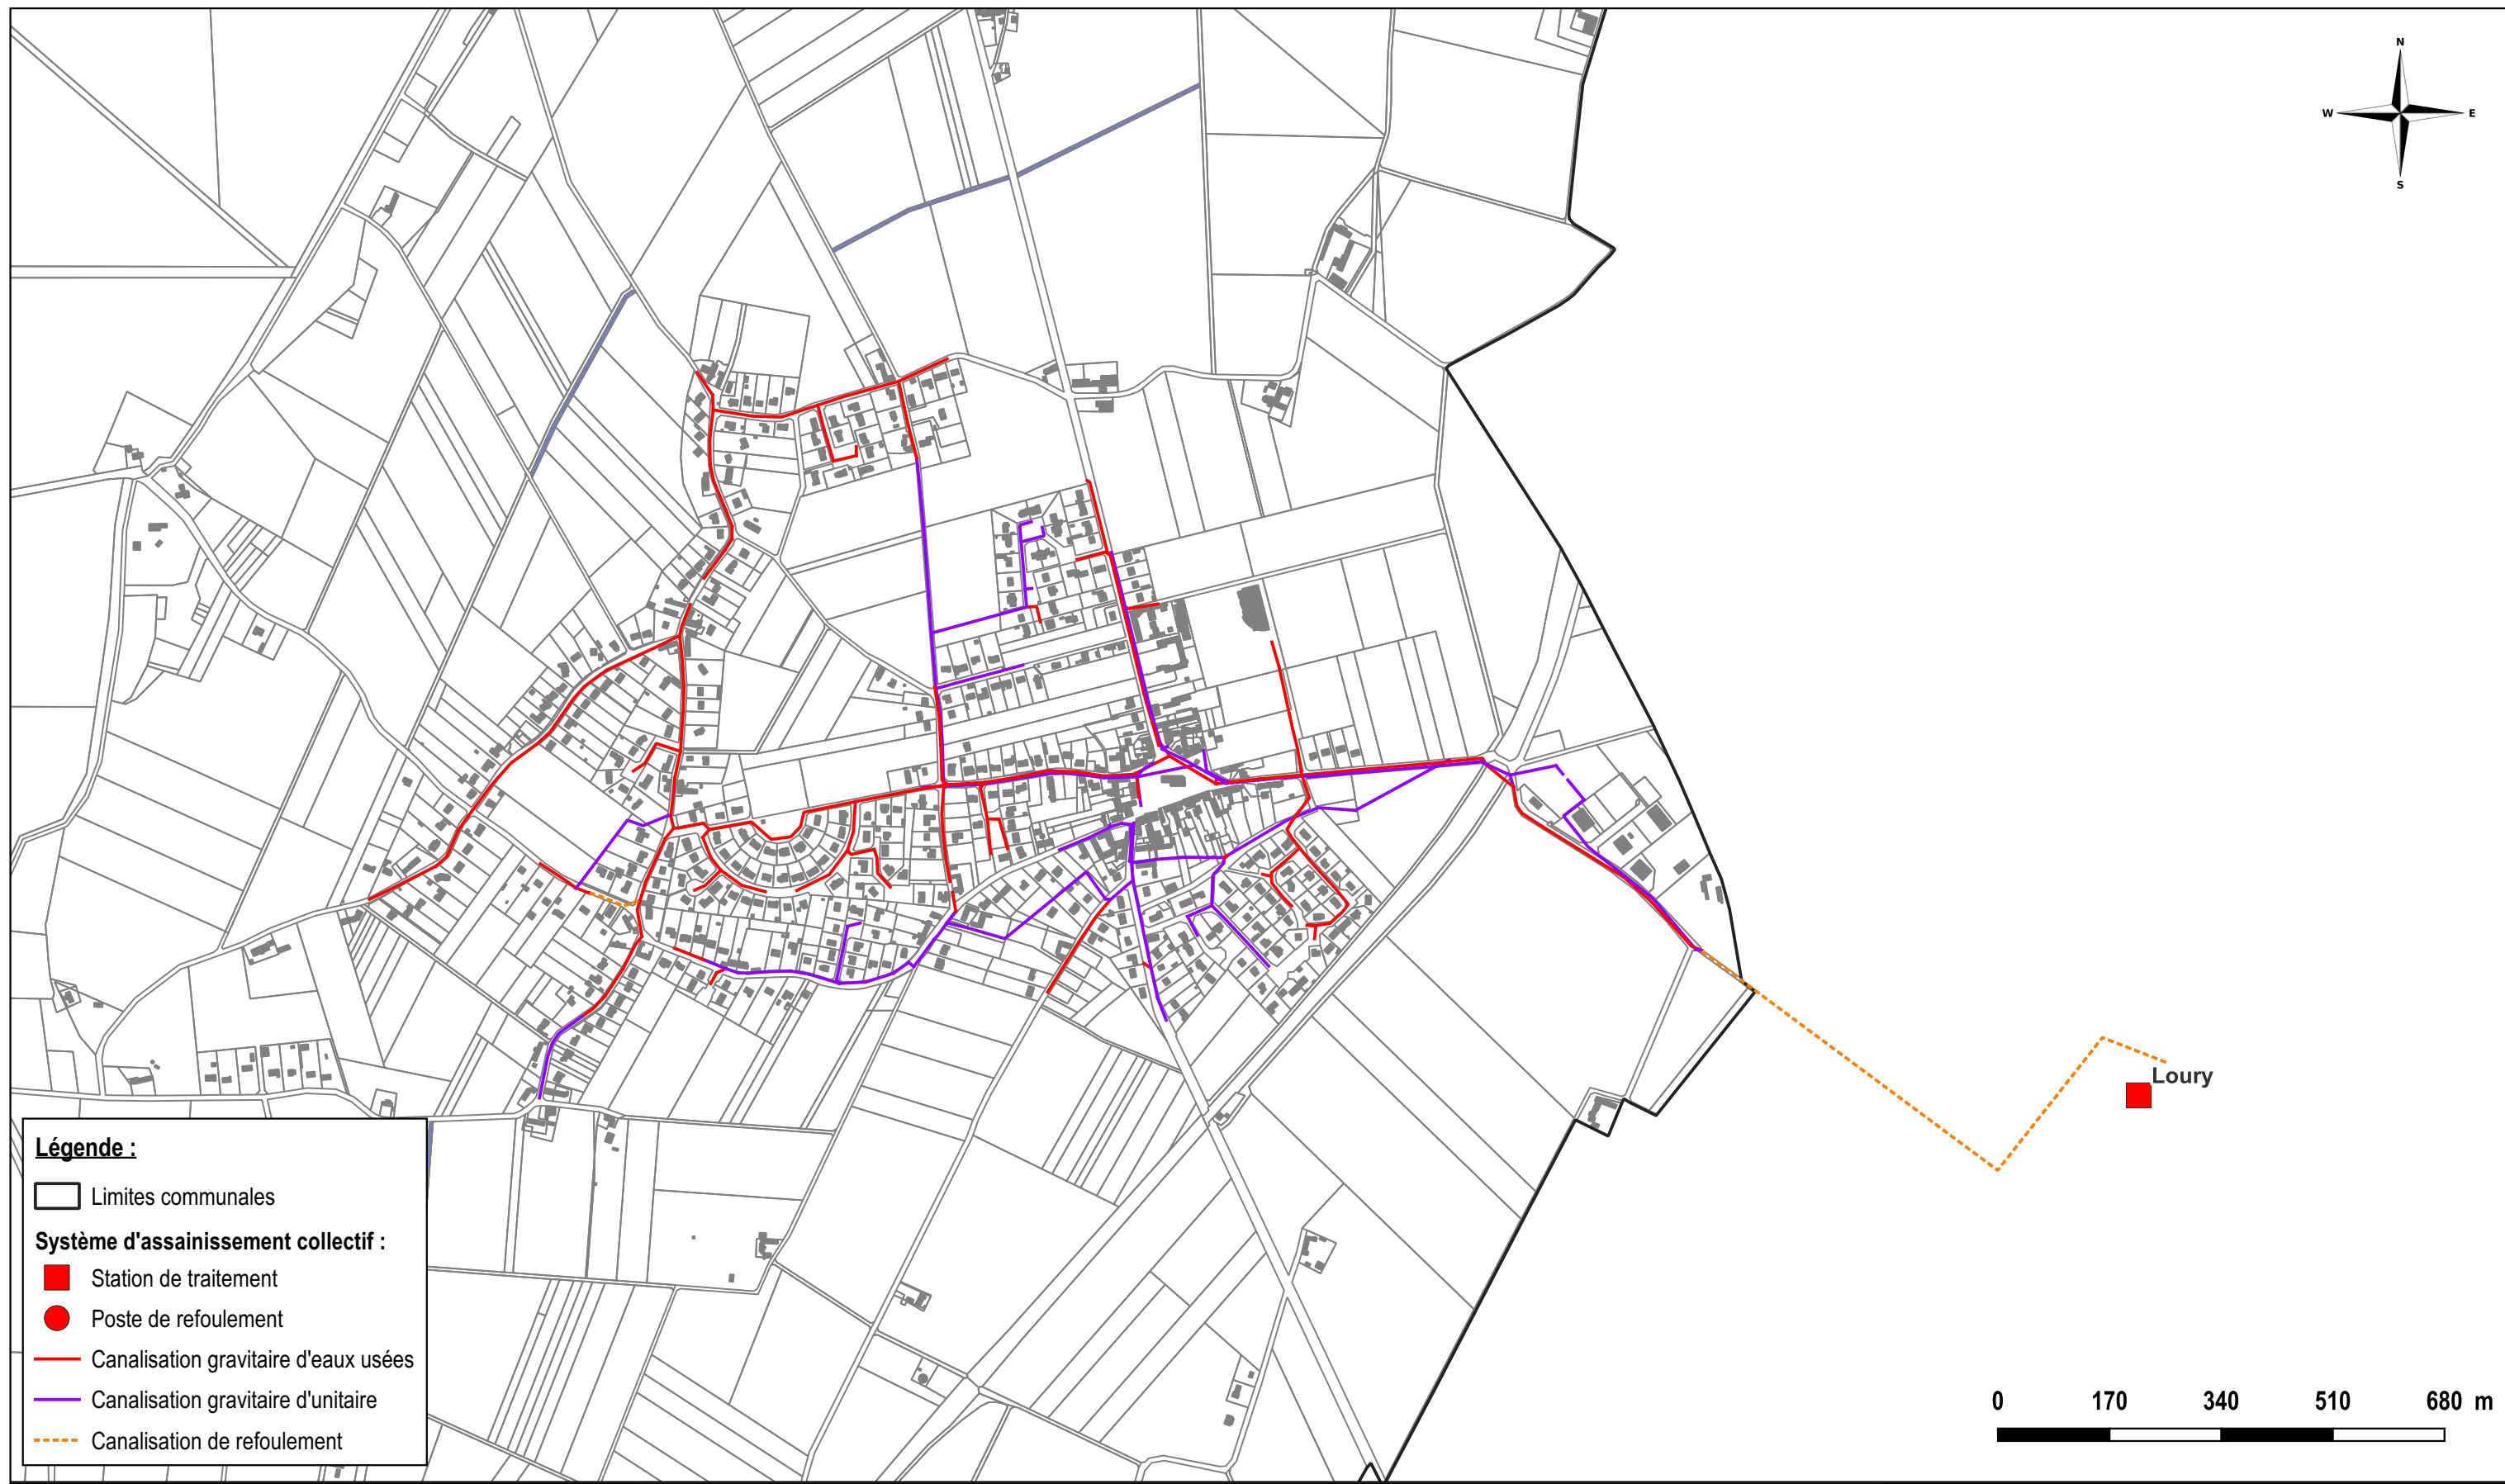 N
W E
S
Loury
Légende :
Limites communales
Système d'assainissement collectif :
Station de traitement
Poste de refoulement
Canalisation gravitaire d'eaux usées
Canalisation gravitaire d'unitaire
Canalisation de refoulement
0 170 340 510 680 m